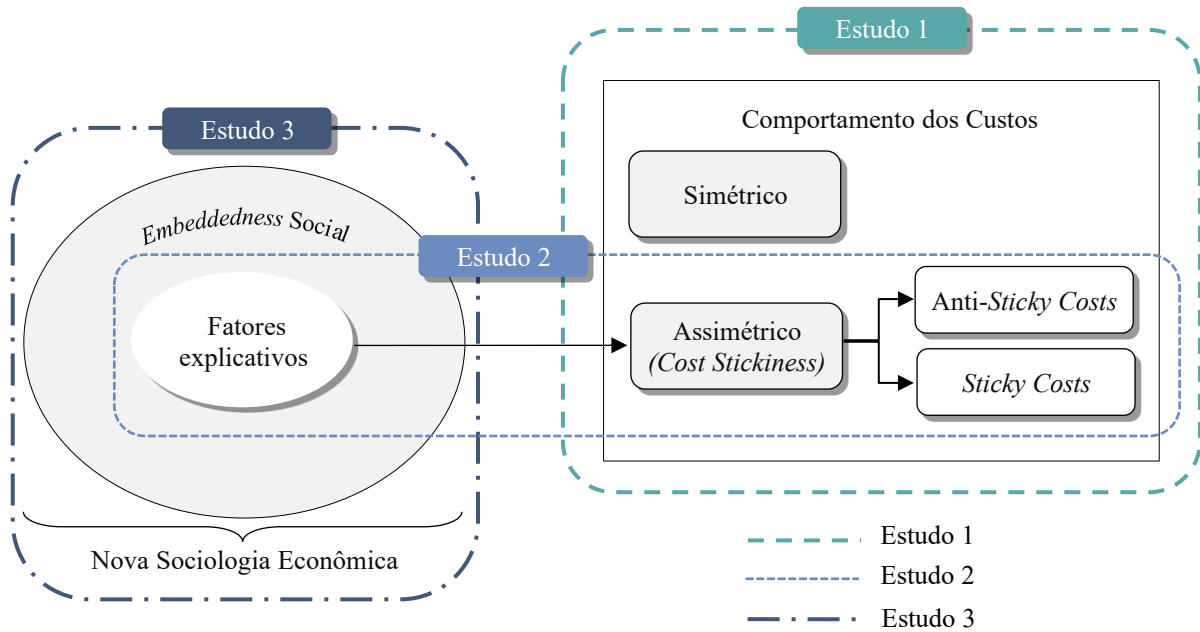 Estudo 1
Comportamento dos Custos
Simétrico
Estudo 3
Embeddedness Social
Estudo 2
Fatores
explicativos
Assimétrico
(Cost Stickiness)
Anti-Sticky Costs
Sticky Costs
Nova Sociologia Econômica
Estudo 1
Estudo 2
Estudo 3